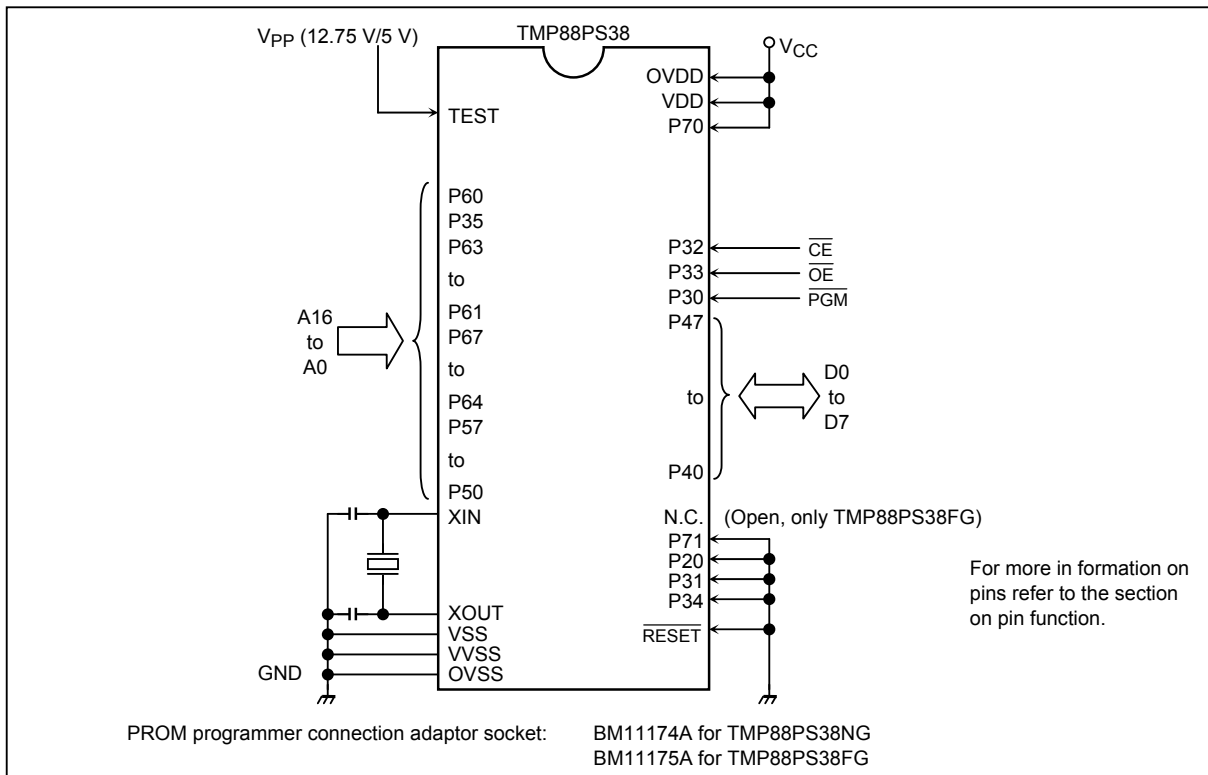 TMP88PS38
VPP (12.75 V/5 V)
VCC
OVDD
VDD
P70
TEST
P60
P35
P63
to
P61
P67
to
P64
P57
to
P50
A16
to
A0
XIN
XOUT
VSS
VVSS
OVSS
GND
P32
CE
P33
OE
P30
PGM
P47
to
P40
D0
to
D7
N.C. (Open, only TMP88PS38FG)
P71
P20
P31
P34
RESET
For more in formation on
pins refer to the section
on pin function.
PROM programmer connection adaptor socket: BM11174A for TMP88PS38NG
BM11175A for TMP88PS38FG